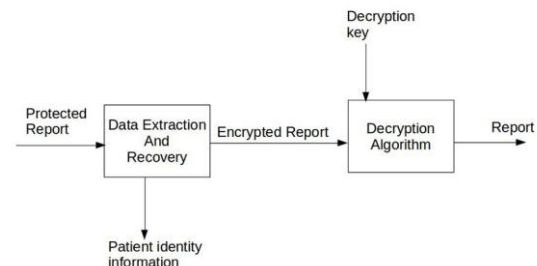 Decryption
key
Protected
Report
Data Extraction
And
Recovery
Encrypted Report
Decryption
Algorithm
Report
Patient identity
information